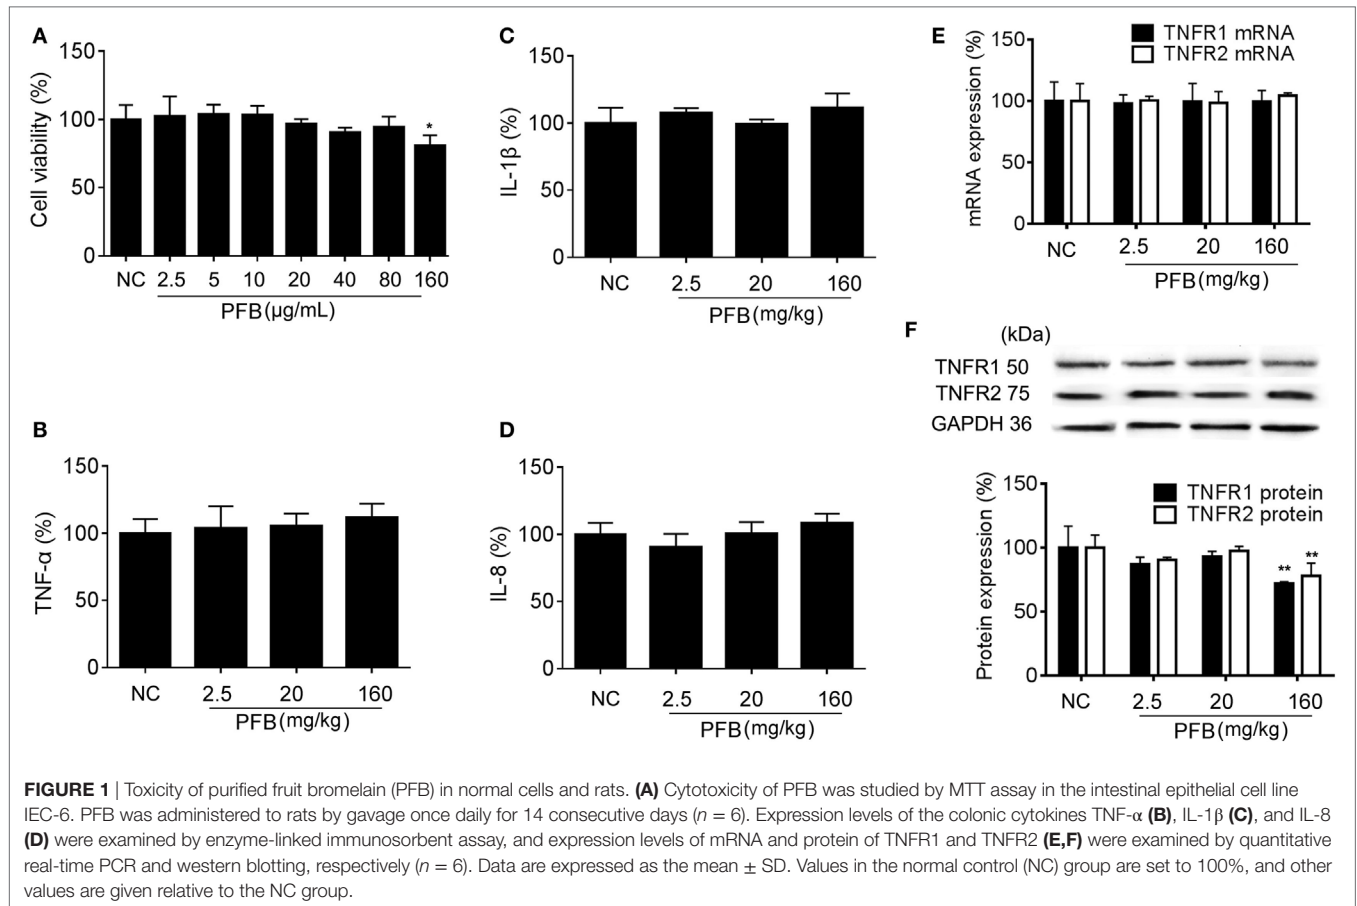 A
150
100
50
0
Cell viability (%)
*
NC 2.5 5 10 20 40 80 160
PFB(μg/mL)
C
150
100
50
0
IL-1β (%)
NC 2.5 20 160
PFB(mg/kg)
E
TNFR1 mRNA
TNFR2 mRNA
150
100
50
0
mRNA expression (%)
NC 2.5 20 160
PFB(mg/kg)
B
150
100
50
0
TNF-α (%)
NC 2.5 20 160
PFB(mg/kg)
D
150
100
50
0
IL-8 (%)
NC 2.5 20 160
PFB(mg/kg)
F
(kDa)
TNFR1 50
TNFR2 75
GAPDH 36
TNFR1 protein
TNFR2 protein
150
100
50
0
Protein expression (%)
** **
NC 2.5 20 160
PFB(mg/kg)
FIGURE 1 | Toxicity of purified fruit bromelain (PFB) in normal cells and rats. (A) Cytotoxicity of PFB was studied by MTT assay in the intestinal epithelial cell line
IEC-6. PFB was administered to rats by gavage once daily for 14 consecutive days (n = 6). Expression levels of the colonic cytokines TNF-α (B), IL-1β (C), and IL-8
(D) were examined by enzyme-linked immunosorbent assay, and expression levels of mRNA and protein of TNFR1 and TNFR2 (E,F) were examined by quantitative
real-time PCR and western blotting, respectively (n = 6). Data are expressed as the mean ± SD. Values in the normal control (NC) group are set to 100%, and other
values are given relative to the NC group.